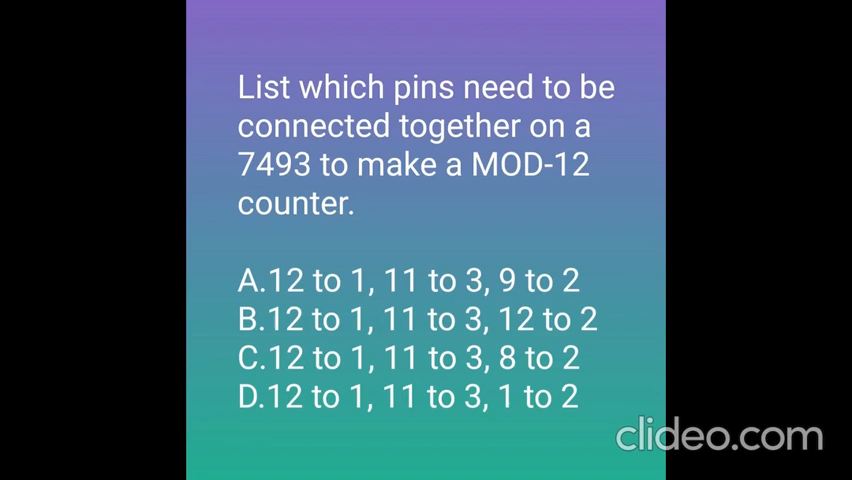 List which pins need to be
connected together on a
7493 to make a MOD-12
counter.
A.12 to 1, 11 to 3, 9 to 2
B.12 to 1, 11 to 3, 12 to 2
C.12 to 1, 11 to 3, 8 to 2
D.12 to 1, 11 to 3, 1 to 2
clideo.com